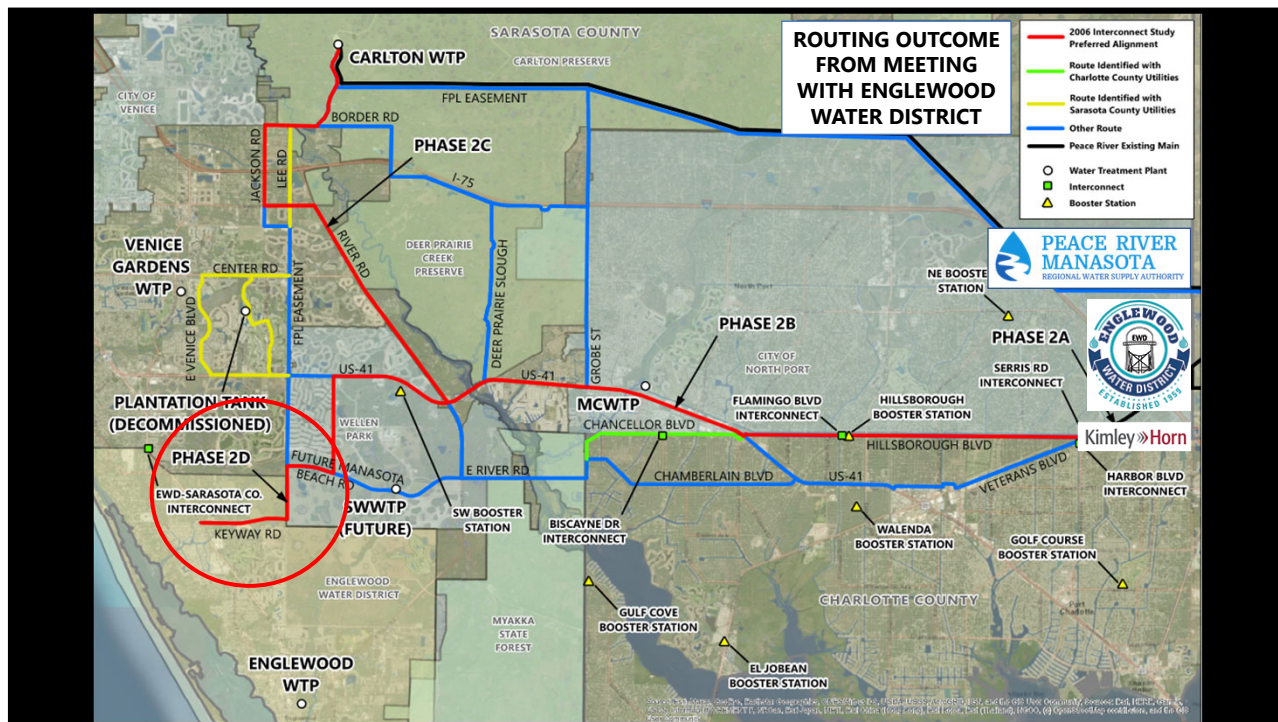 SARASOTA COUNTY
CARLTON PRESERVE
CARLTON WTP
ROUTING OUTCOME
FROM MEETING
WITH ENGLEWOOD
WATER DISTRICT
2006 Interconnect Study
Preferred Alignment
Route Identified with
Charlotte County Utilities
Route Identified with
Sarasota County Utilities
Other Route
Peace River Existing Main
Water Treatment Plant
Interconnect
Booster Station
CITY OF
VENICE
FPL EASEMENT
BORDER RD
PHASE 2C
JACKSON RD
LEE RD
I-75
RIVER RD
DEER PRAIRIE
CREEK
PRESERVE
DEER PRAIRIE SLOUGH
GROBE ST
VENICE
GARDENS
WTP
CENTER RD
E VENICE BLVD
FPL EASEMENT
PEACE RIVER
MANASOTA
REGIONAL WATER SUPPLY AUTHORITY
NE BOOSTE
STATION
North Port
PHASE 2B
PHASE 2A
CITY OF
NORTH PORT
SERRIS RD
INTERCONNECT
ENGLEWOOD
EWD
WATER DISTRICT
ESTABLISHED 1959
US-41
US-41
PLANTATION TANK
(DECOMMISSIONED)
WELLEN
PARK
MCWTP
FLAMINGO BLVD
INTERCONNECT
HILLSBOROUGH
BOOSTER STATION
CHANCELLOR BLVD
HILLSBOROUGH BLVD
Kimley»Horn
PHASE 2D
FUTURE MANASOTA
BEACH RD
E RIVER RD
CHAMBERLAIN BLVD
US-41
VETERANS BLVD
HARBOR BLVD
INTERCONNECT
EWD-SARASOTA CO.
INTERCONNECT
KEYWAY RD
SWWTP
(FUTURE)
SW BOOSTER
STATION
BISCAYNE DR
INTERCONNECT
WALENDA
BOOSTER STATION
GOLF COURSE
BOOSTER STATION
ENGLEWOOD
WATER DISTRICT
MYAKKA
STATE
FOREST
GULF COVE
BOOSTER STATION
CHARLOTTE COUNTY
Port
Charlotte
ENGLEWOOD
WTP
EL JOBEAN
BOOSTER STATION